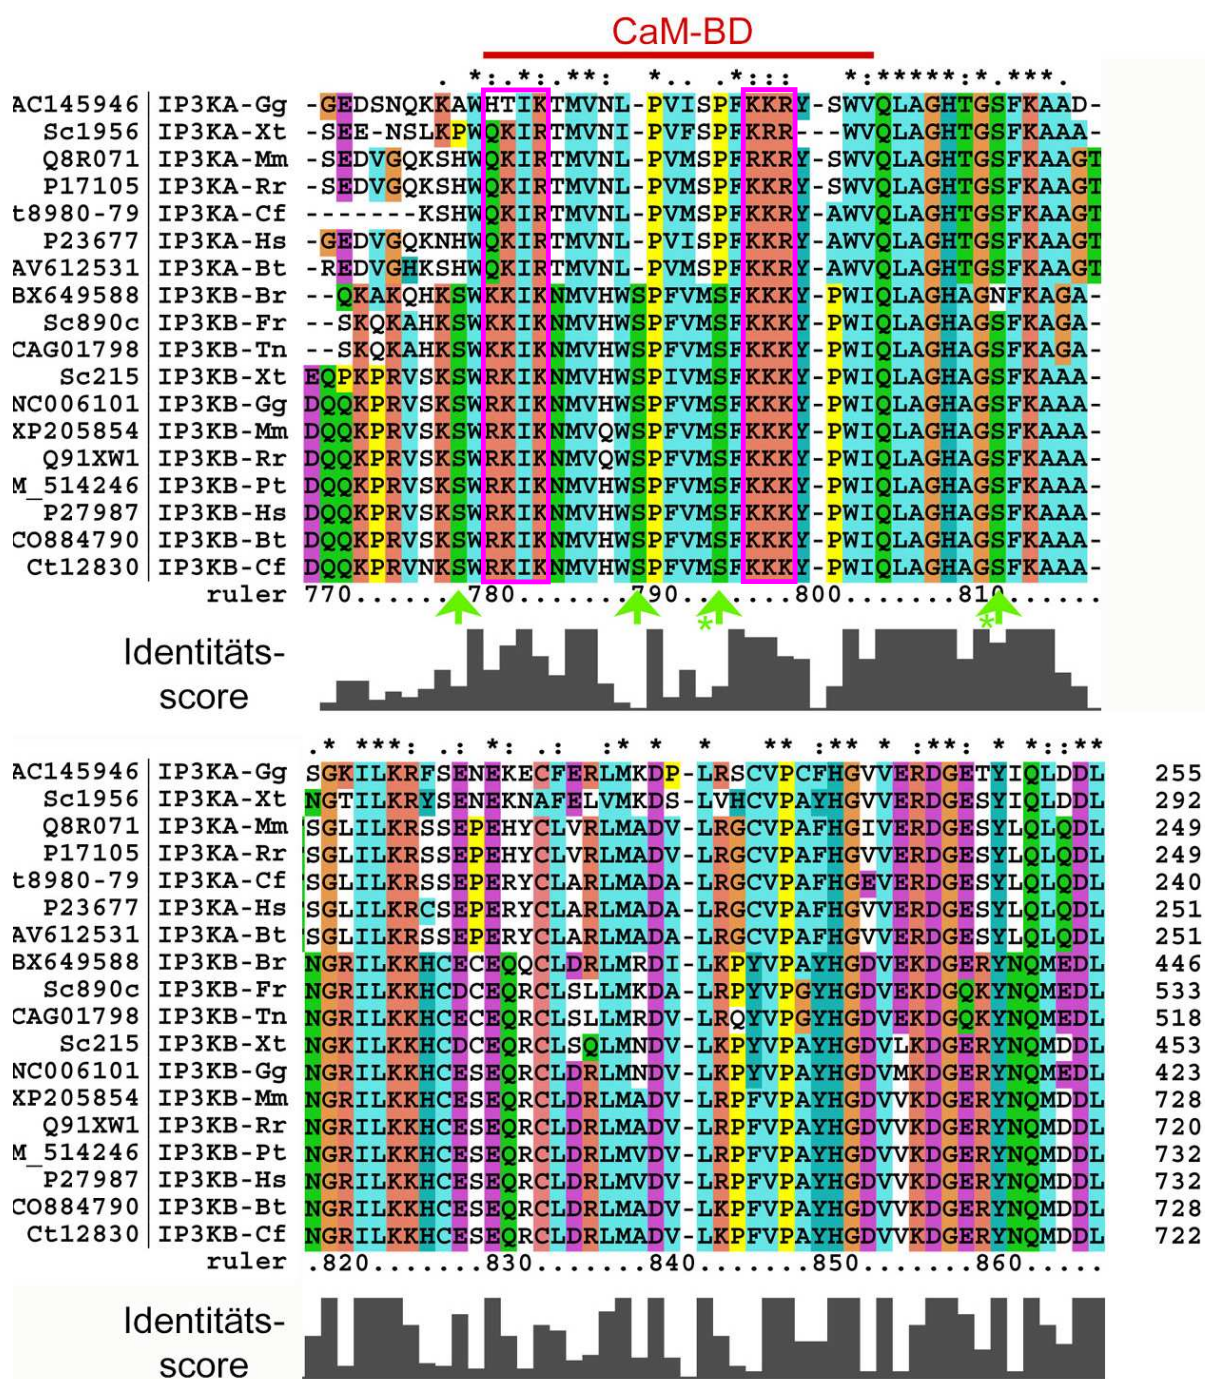 CaM-BD
. *:.*:.**: *.. .*::: *:******.***.
AC145946 IP3KA-Gg -GEDSNQKKAWHTIKTMVNL-PVISPFKKRY-SWVQLAGHTGSFKAAD-
Sc1956 IP3KA-Xt -SEE-NSLKPWQKIRTMVNI-PVFSPFKRR---WVQLAGHTGSFKAAA-
Q8R071 IP3KA-Mm -SEDVGQKSHWQKIRTMVNL-PVMSPFRKRY-SWVQLAGHTGSFKAAGT
P17105 IP3KA-Rr -SEDVGQKSHWQKIRTMVNL-PVMSPFKKRY-SWVQLAGHTGSFKAAGT
t8980-79 IP3KA-Cf -------KSHWQKIRTMVNL-PVMSPFKKRY-AWVQLAGHTGSFKAAGT
P23677 IP3KA-Hs -GEDVGQKNHWQKIRTMVNL-PVISPFKKRY-AWVQLAGHTGSFKAAGT
AV612531 IP3KA-Bt -REDVGHKSHWQKIRTMVNL-PVMSPFKKRY-AWVQLAGHTGSFKAAGT
BX649588 IP3KB-Br --QKAKQHKSWKKIKNMVHWSPFVMSFKKKY-PWIQLAGHAGNFKAGA-
Sc890c IP3KB-Fr --SKQKAHKSWKKIKNMVHWSPFVMSFKKKY-PWIQLAGHAGSFKAGA-
CAG01798 IP3KB-Tn --SKQKAHKSWKKIKNMVHWSPFVMSFKKKY-PWIQLAGHAGSFKAGA-
Sc215 IP3KB-Xt EQPKPRVSKSWRKIKNMVHWSPIVMSFKKKY-PWIQLAGHAGSFKAAA-
NC006101 IP3KB-Gg DQQKPRVSKSWRKIKNMVHWSPFVMSFKKKY-PWIQLAGHAGSFKAAA-
XP205854 IP3KB-Mm DQQKPRVSKSWRKIKNMVQWSPFVMSFKKKY-PWIQLAGHAGSFKAAA-
Q91XW1 IP3KB-Rr DQQKPRVSKSWRKIKNMVQWSPFVMSFKKKY-PWIQLAGHAGSFKAAA-
M_514246 IP3KB-Pt DQQKPRVSKSWRKIKNMVHWSPFVMSFKKKY-PWIQLAGHAGSFKAAA-
P27987 IP3KB-Hs DQQKPRVSKSWRKIKNMVHWSPFVMSFKKKY-PWIQLAGHAGSFKAAA-
CO884790 IP3KB-Bt DQQKPRVSKSWRKIKNMVHWSPFVMSFKKKY-PWIQLAGHAGSFKAAA-
Ct12830 IP3KB-Cf DQQKPRVNKSWRKIKNMVHWSPFVMSFKKKY-PWIQLAGHAGSFKAAA-
ruler 770.......780.......790.......800.......810......
* *
Identitäts-
score
.* ***: .: *: .: :* * * ** :** * :**: * *::**
AC145946 IP3KA-Gg SGKILKRFSENEKECFERLMKDP-LRSCVPCFHGVVERDGETYIQLDDL 255
Sc1956 IP3KA-Xt NGTILKRYSENEKNAFELVMKDS-LVHCVPAYHGVVERDGESYIQLDDL 292
Q8R071 IP3KA-Mm SGLILKRSSEPEHYCLVRLMADV-LRGCVPAFHGIVERDGESYLQLQDL 249
P17105 IP3KA-Rr SGLILKRSSEPEHYCLVRLMADV-LRGCVPAFHGVVERDGESYLQLQDL 249
t8980-79 IP3KA-Cf SGLILKRSSEPERYCLARLMADA-LRGCVPAFHGEVERDGESYLQLQDL 240
P23677 IP3KA-Hs SGLILKRCSEPERYCLARLMADA-LRGCVPAFHGVVERDGESYLQLQDL 251
AV612531 IP3KA-Bt SGLILKRSSEPERYCLARLMADA-LRGCVPAFHGVVERDGESYLQLQDL 251
BX649588 IP3KB-Br NGRILKKHCECEQQCLDRLMRDI-LKPYVPAYHGDVEKDGERYNQMEDL 446
Sc890c IP3KB-Fr NGRILKKHCDCEQRCLSLLMKDA-LRPYVPGYHGDVEKDGQKYNQMEDL 533
CAG01798 IP3KB-Tn NGRILKKHCECEQRCLSLLMRDV-LRQYVPGYHGDVEKDGQKYNQMEDL 518
Sc215 IP3KB-Xt NGRILKKHCDCEQRCLSQLMNDV-LKPYVPAYHGDVLKDGERYNQMDDL 453
NC006101 IP3KB-Gg NGRILKKHCESEQRCLDRLMNDV-LKPYVPAYHGDVMKDGERYNQMEDL 423
XP205854 IP3KB-Mm NGRILKKHCESEQRCLDRLMADV-LRPFVPAYHGDVVKDGERYNQMDDL 728
Q91XW1 IP3KB-Rr NGRILKKHCESEQRCLDRLMADV-LRPFVPAYHGDVVKDGERYNQMDDL 720
M_514246 IP3KB-Pt NGRILKKHCESEQRCLDRLMVDV-LRPFVPAYHGDVVKDGERYNQMDDL 732
P27987 IP3KB-Hs NGRILKKHCESEQRCLDRLMVDV-LRPFVPAYHGDVVKDGERYNQMDDL 732
CO884790 IP3KB-Bt NGRILKKHCESEQRCLDRLMADV-LKPFVPAYHGDVVKDGERYNQMDDL 728
Ct12830 IP3KB-Cf NGRILKKHCESEQRCLDRLMADV-LKPFVPAYHGDVVKDGERYNQMDDL 722
ruler .820.......830.......840.......850.......860......
Identitäts-
score